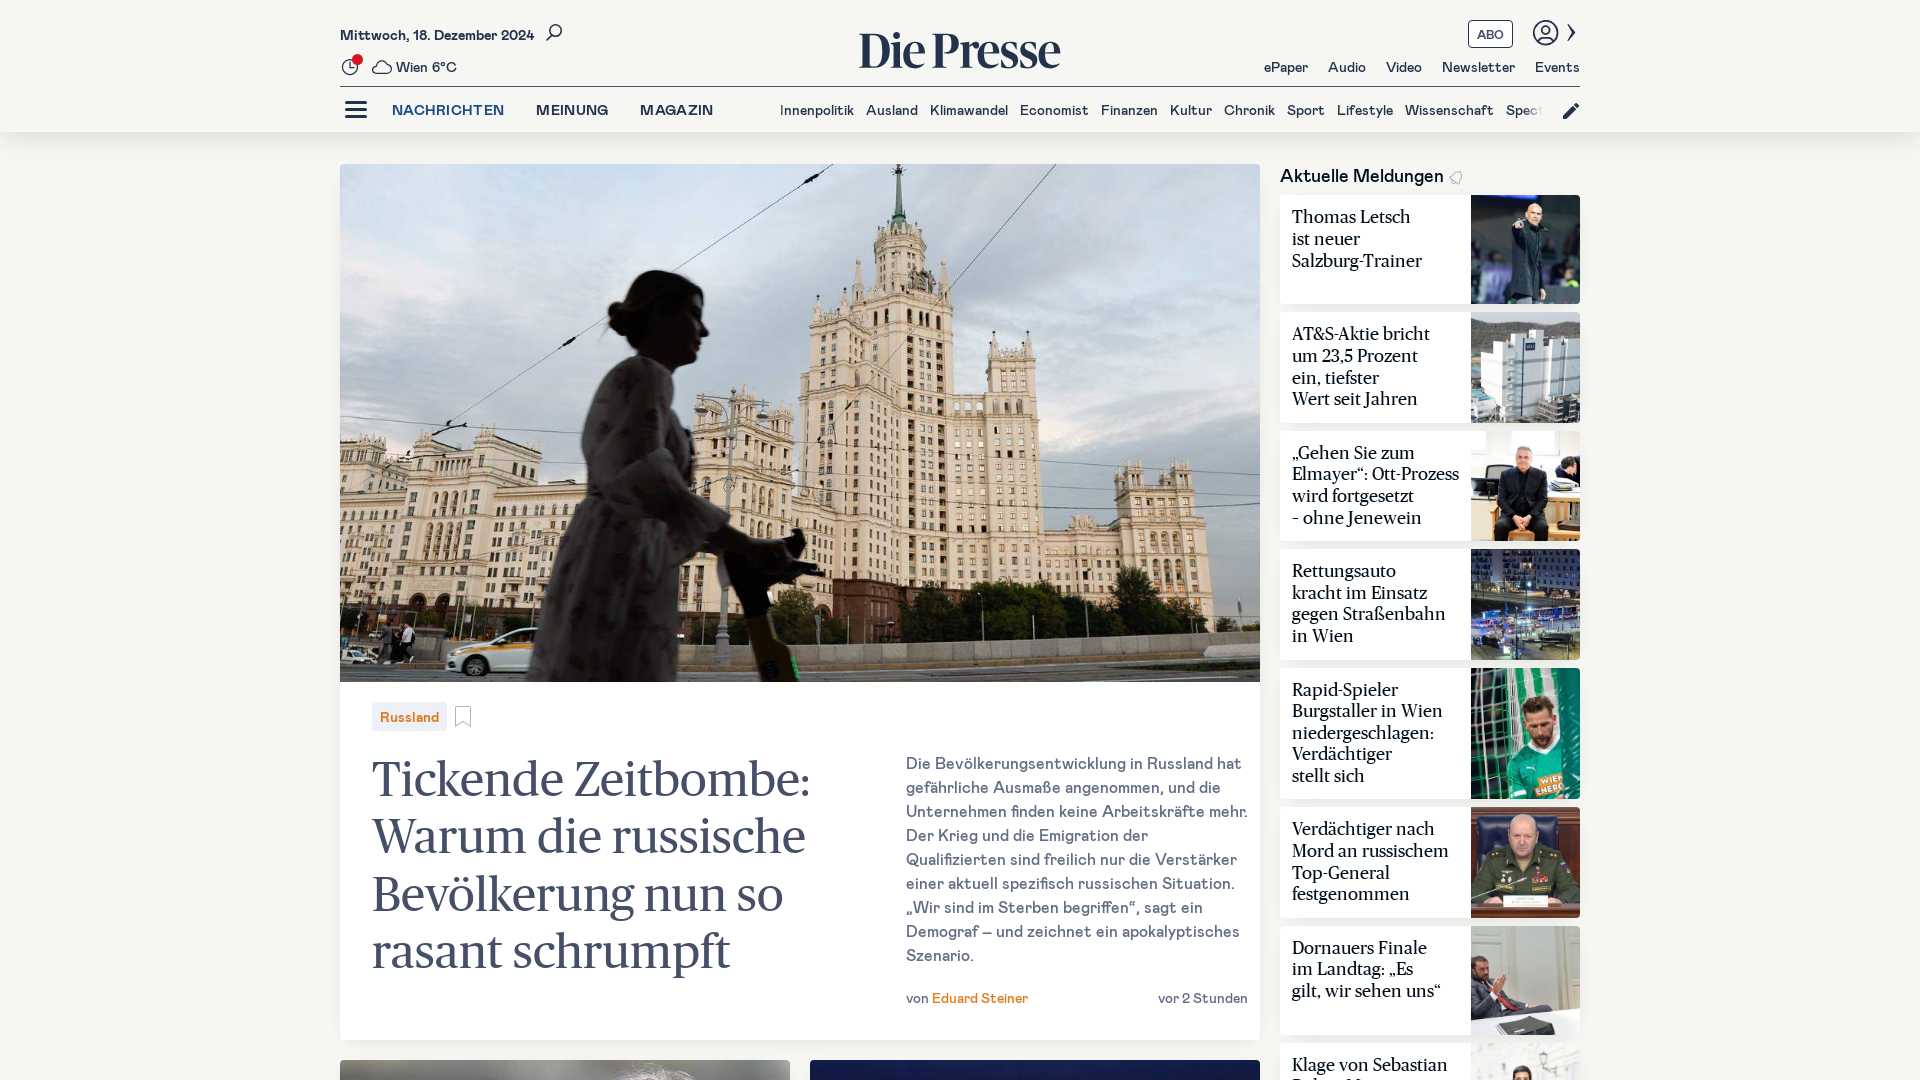 Mittwoch, 18. Dezember 2024
Die Presse
ABO
Wien 6°C
ePaper Audio Video Newsletter Events
NACHRICHTEN MEINUNG MAGAZIN
Innenpolitik Ausland Klimawandel Economist Finanzen Kultur Chronik Sport Lifestyle Wissenschaft
Russland
Tickende Zeitbombe:
Warum die russische
Bevölkerung nun so
rasant schrumpft
Die Bevölkerungsentwicklung in Russland hat
gefährliche Ausmaße angenommen, und die
Unternehmen finden keine Arbeitskräfte mehr.
Der Krieg und die Emigration der
Qualifizierten sind freilich nur die Verstärker
einer aktuell spezifisch russischen Situation.
„Wir sind im Sterben begriffen“, sagt ein
Demograf – und zeichnet ein apokalyptisches
Szenario.
von Eduard Steiner
vor 2 Stunden
Aktuelle Meldungen
Thomas Letsch
ist neuer
Salzburg-Trainer
AT&S-Aktie bricht
um 23,5 Prozent
ein, tiefster
Wert seit Jahren
„Gehen Sie zum
Elmayer“: Ott-Prozess
wird fortgesetzt
- ohne Jenewein
Rettungsauto
kracht im Einsatz
gegen Straßenbahn
in Wien
Rapid-Spieler
Burgstaller in Wien
niedergeschlagen:
Verdächtiger
stellt sich
WIEN
ENERG
Verdächtiger nach
Mord an russischem
Top-General
festgenommen
Dornauers Finale
im Landtag: „Es
gilt, wir sehen uns“
Klage von Sebastian